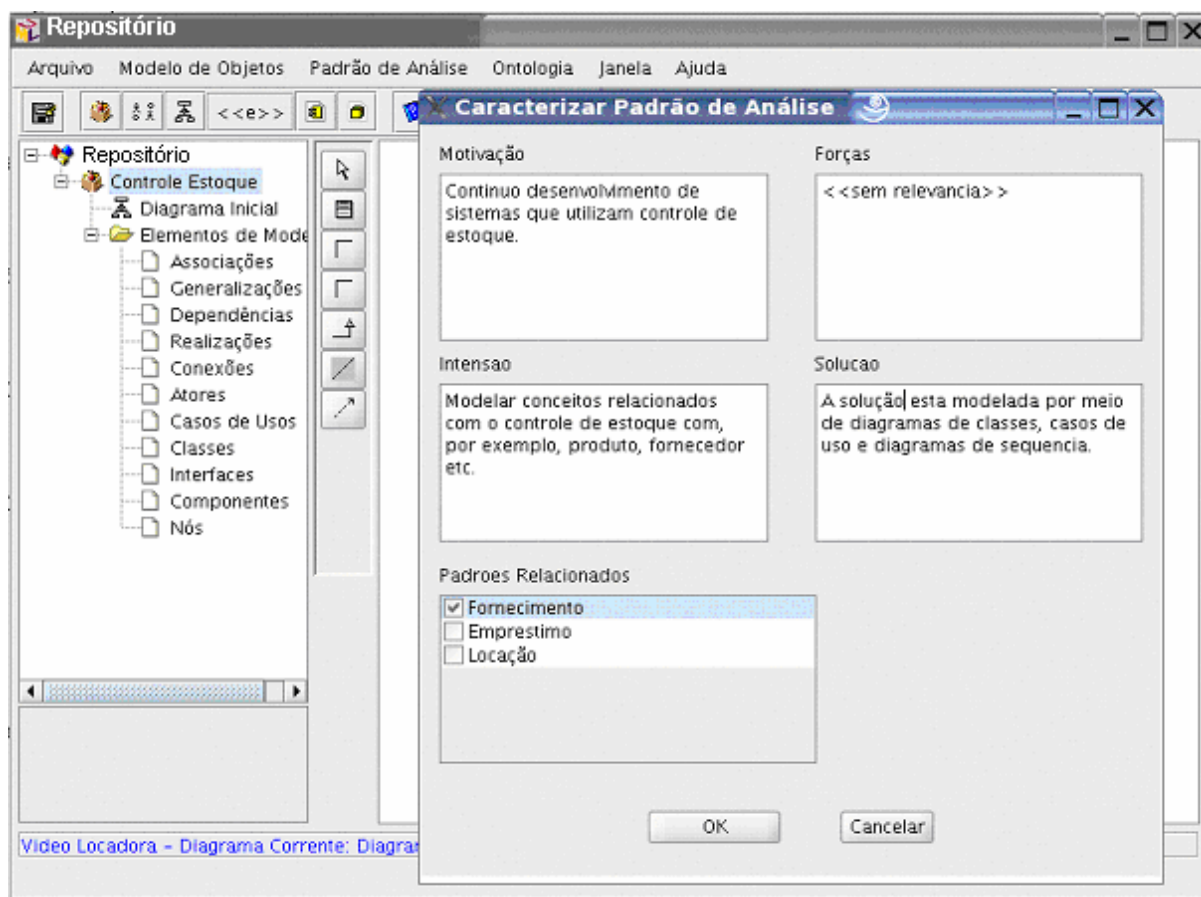 Repositório
Arquivo Modelo de Objetos Padrão de Análise Ontologia Janela Ajuda
<<e>>
Caracterizar Padrão de Análise
Repositório
Controle Estoque
Diagrama Inicial
Elementos de Mode
Associações
Generalizações
Dependências
Realizações
Conexões
Atores
Casos de Usos
Classes
Interfaces
Componentes
Nós
Motivação
Continuo desenvolvimento de
sistemas que utilizam controle de
estoque.
Forças
<<sem relevancia>>
Intensao
Modelar conceitos relacionados
com o controle de estoque com,
por exemplo, produto, fornecedor
etc.
Solucao
A solução esta modelada por meio
de diagramas de classes, casos de
uso e diagramas de sequencia.
Padroes Relacionados
Fornecimento
Emprestimo
Locação
OK Cancelar
Video Locadora - Diagrama Corrente: Diagra